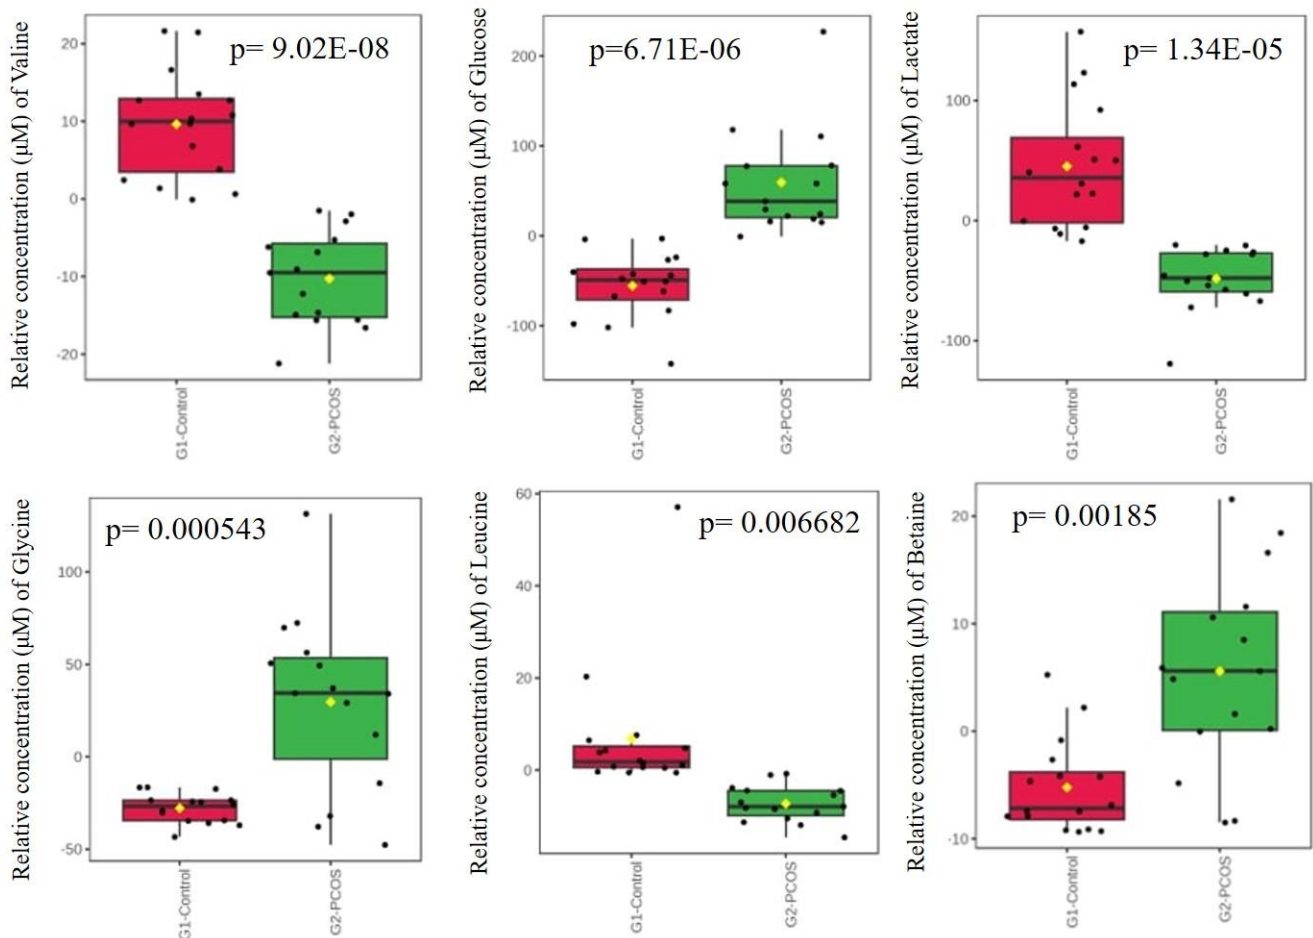 Relative concentration (µM) of Valine
20
10
0
-10
-20
p= 9.02E-08
G1-Control
G2-PCOS
Relative concentration (µM) of Glucose
200
100
0
-100
p=6.71E-06
G1-Control
G2-PCOS
Relative concentration (µM) of Lactate
100
0
-100
p= 1.34E-05
G1-Control
G2-PCOS
Relative concentration (µM) of Glycine
100
50
0
-50
p= 0.000543
G1-Control
G2-PCOS
Relative concentration (µM) of Leucine
60
40
20
0
p= 0.006682
G1-Control
G2-PCOS
Relative concentration (µM) of Betaine
20
10
0
-10
p= 0.00185
G1-Control
G2-PCOS